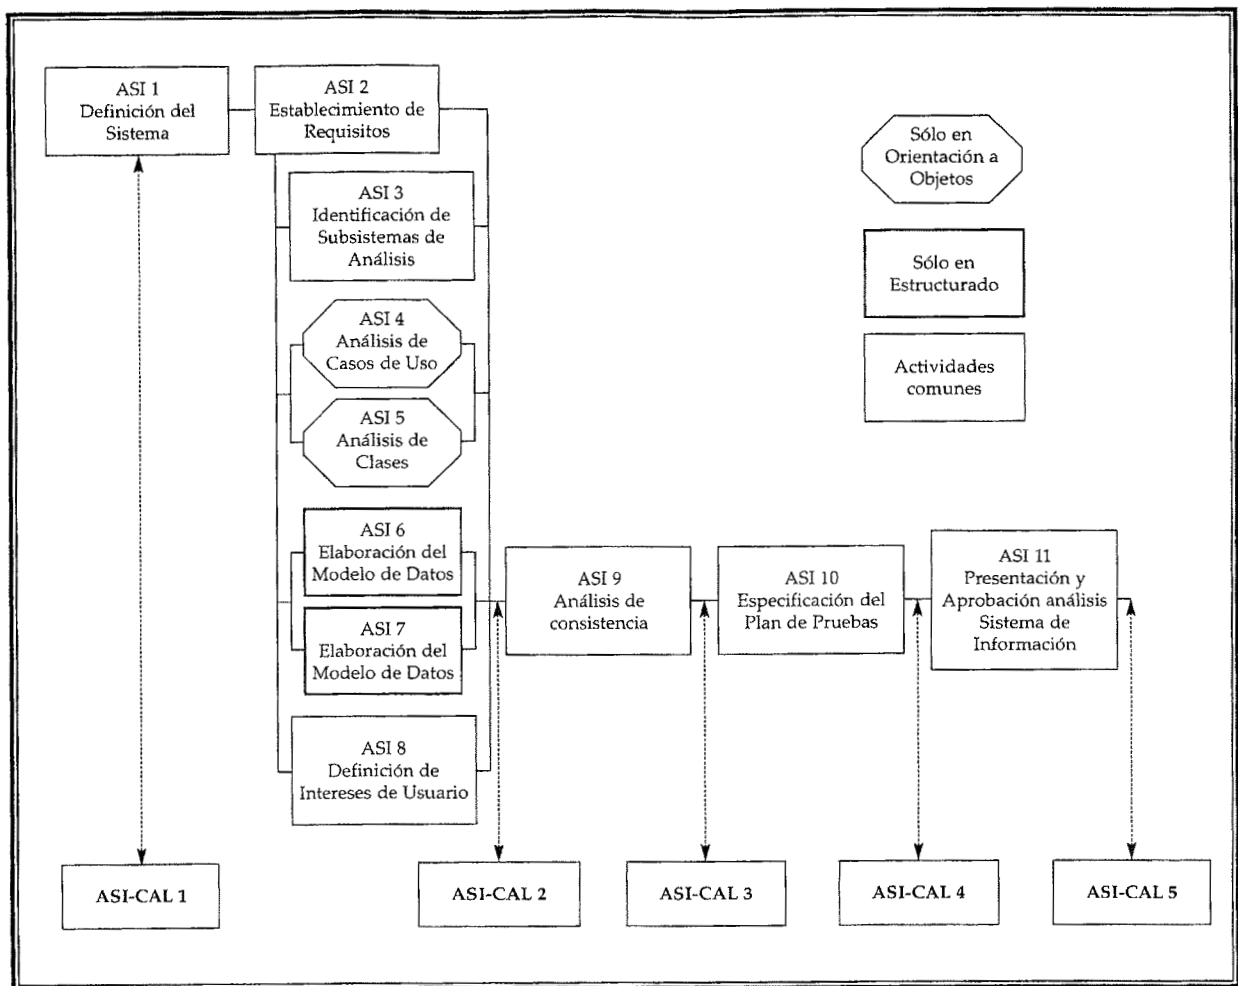 ASI 1
Definición del
Sistema
ASI 2
Establecimiento de
Requisitos
ASI 3
Identificación de
Subsistemas de
Análisis
ASI 4
Análisis de
Casos de Uso
ASI 5
Análisis de
Clases
ASI 6
Elaboración del
Modelo de Datos
ASI 7
Elaboración del
Modelo de Datos
ASI 8
Definición de
Intereses de Usuario
ASI 9
Análisis de
consistencia
ASI 10
Especificación del
Plan de Pruebas
ASI 11
Presentación y
Aprobación análisis
Sistema de
Información
Sólo en
Orientación a
Objetos
Sólo en
Estructurado
Actividades
comunes
ASI-CAL 1
ASI-CAL 2
ASI-CAL 3
ASI-CAL 4
ASI-CAL 5